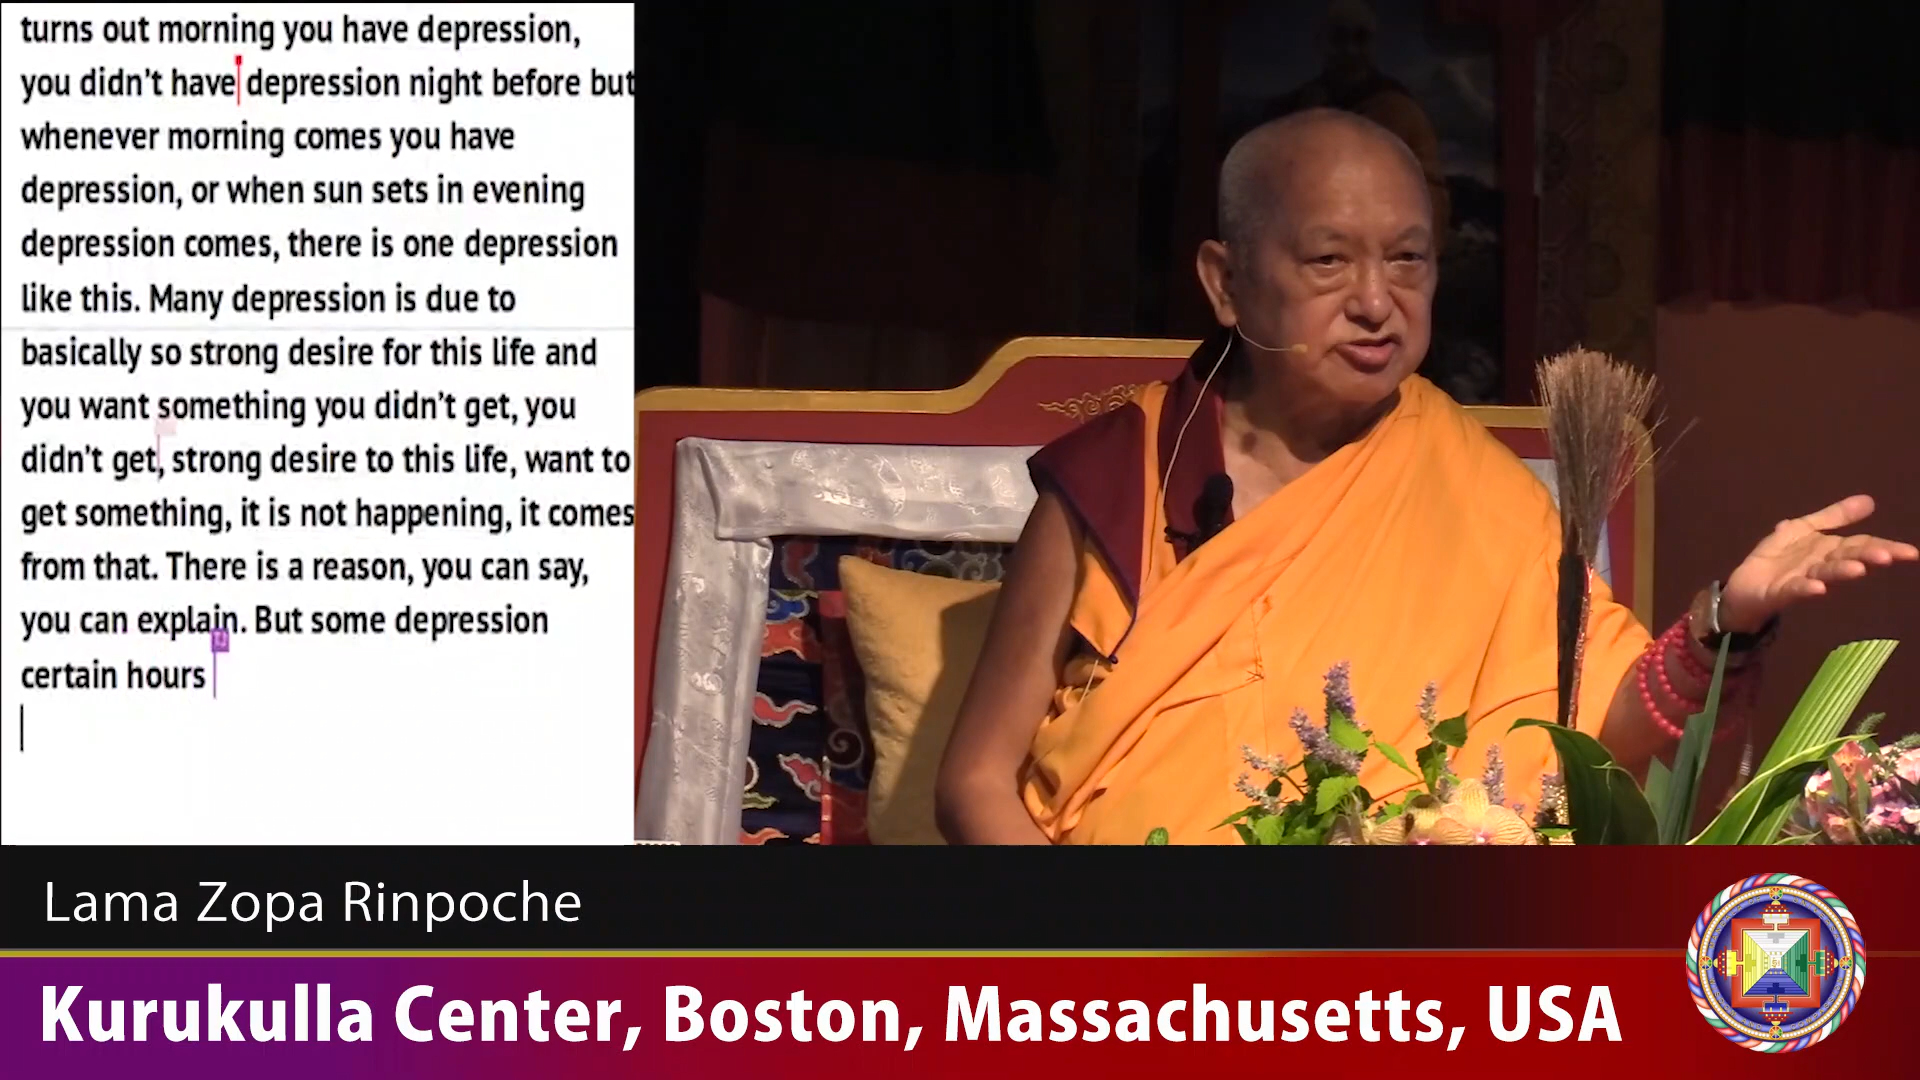 turns out morning you have depression,
you didn't have depression night before but
whenever morning comes you have
depression, or when sun sets in evening
depression comes, there is one depression
like this. Many depression is due to
basically so strong desire for this life and
you want something you didn't get, you
didn't get, strong desire to this life, want to
get something, it is not happening, it comes
from that. There is a reason, you can say,
you can explain. But some depression
certain hours
Lama Zopa Rinpoche
Kurukulla Center, Boston, Massachusetts, USA